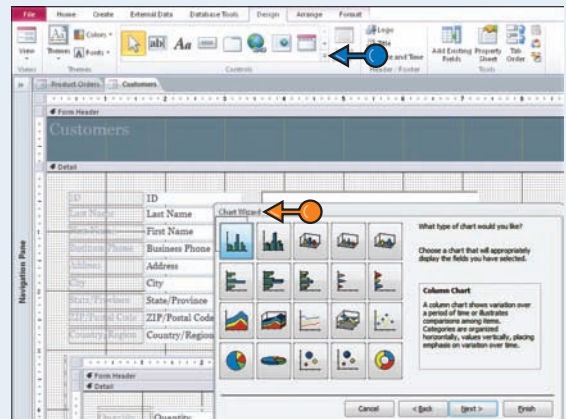 File Home Create External Data Database Tools Design Arrange Format
View Themes Colors Fonts ab Aa Logo Title and Time Add Existing Fields Property Sheet Tab Order
Views Themes Controls Header / Footer Tools
Product Orders Customers
Form Header
Customers
Detail
ID ID
Last Name Last Name
First Name
Business Phone Business Phone
Address Address
City City
State/Province State/Province
ZIP/Postal Code ZIP/Postal Code
Country/Region Country/Region
Navigation Pane
Chart Wizard
What type of chart would you like?
Choose a chart that will appropriately
display the fields you have selected.
Column Chart
A column chart shows variation over
a period of time or illustrates
comparisons among items.
Categories are organized
horizontally, values vertically, placing
emphasis on variation over time.
Form Header
Detail
Quantity Quantity
Cancel < Back Next > Finish